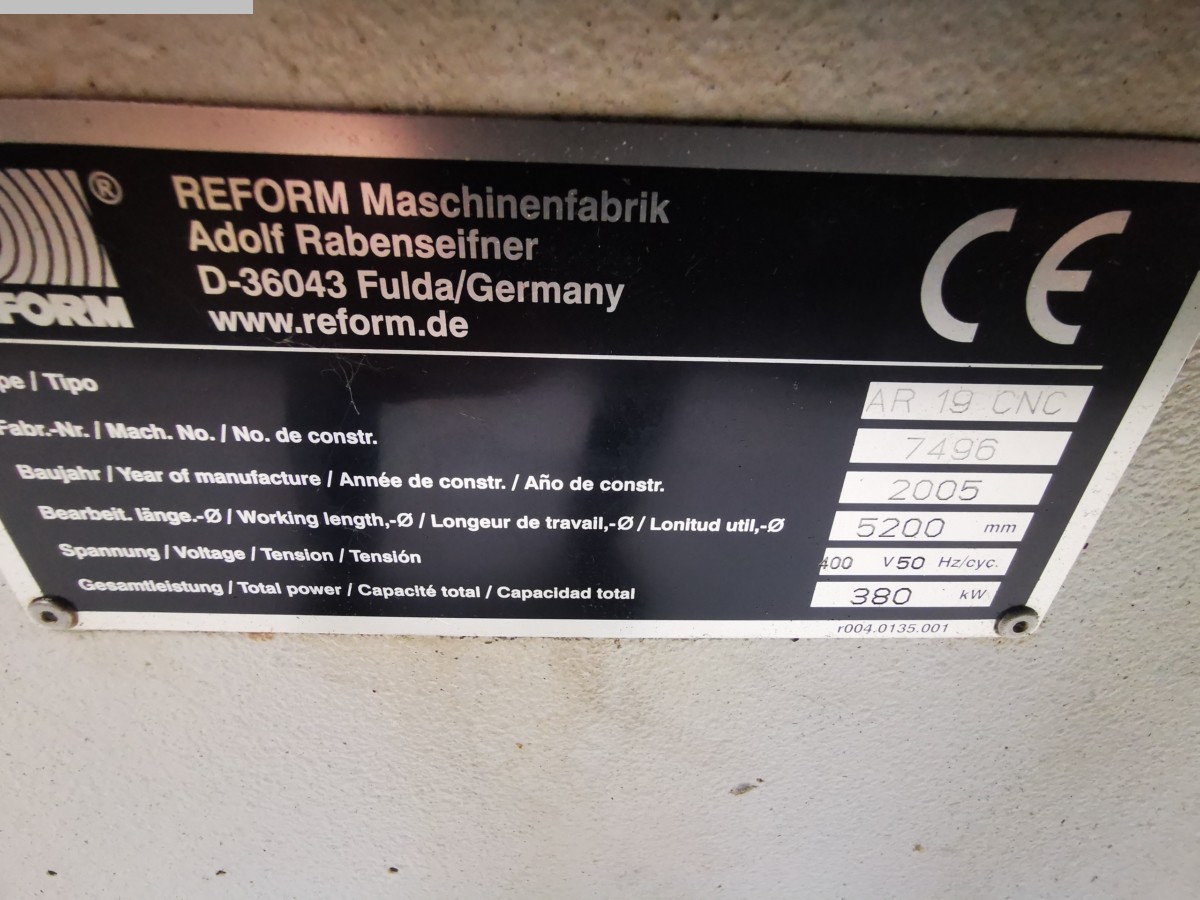 ®
REFORM Maschinenfabrik
Adolf Rabenseifner
D-36043 Fulda/Germany
www.reform.de
CE
FORM
pe / Tipo AR 19 CNC
Fabr.-Nr. / Mach. No. / No. de constr. 7496
Baujahr / Year of manufacture / Année de constr. / Año de constr. 2005
Bearbeit. länge.-Ø / Working length,-Ø / Longeur de travail,-Ø / Lonitud util,-Ø 5200 mm
Spannung / Voltage / Tension / Tensión 400 V 50 Hz/cyc.
Gesamtleistung / Total power / Capacité total / Capacidad total 380 kW
r004.0135.001